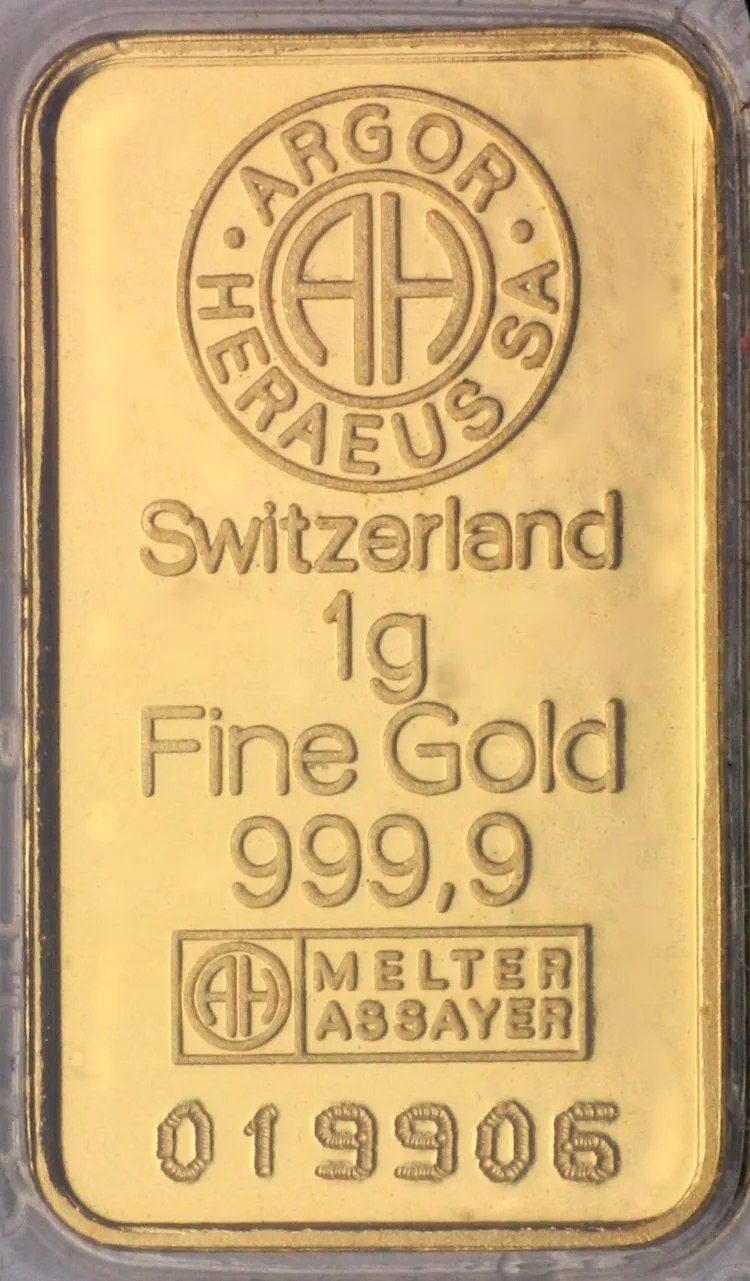 ARGOR
HERAEUS SA
AH
Switzerland
1g
Fine Gold
999,9
AH
MELTER
ASSAYER
019906